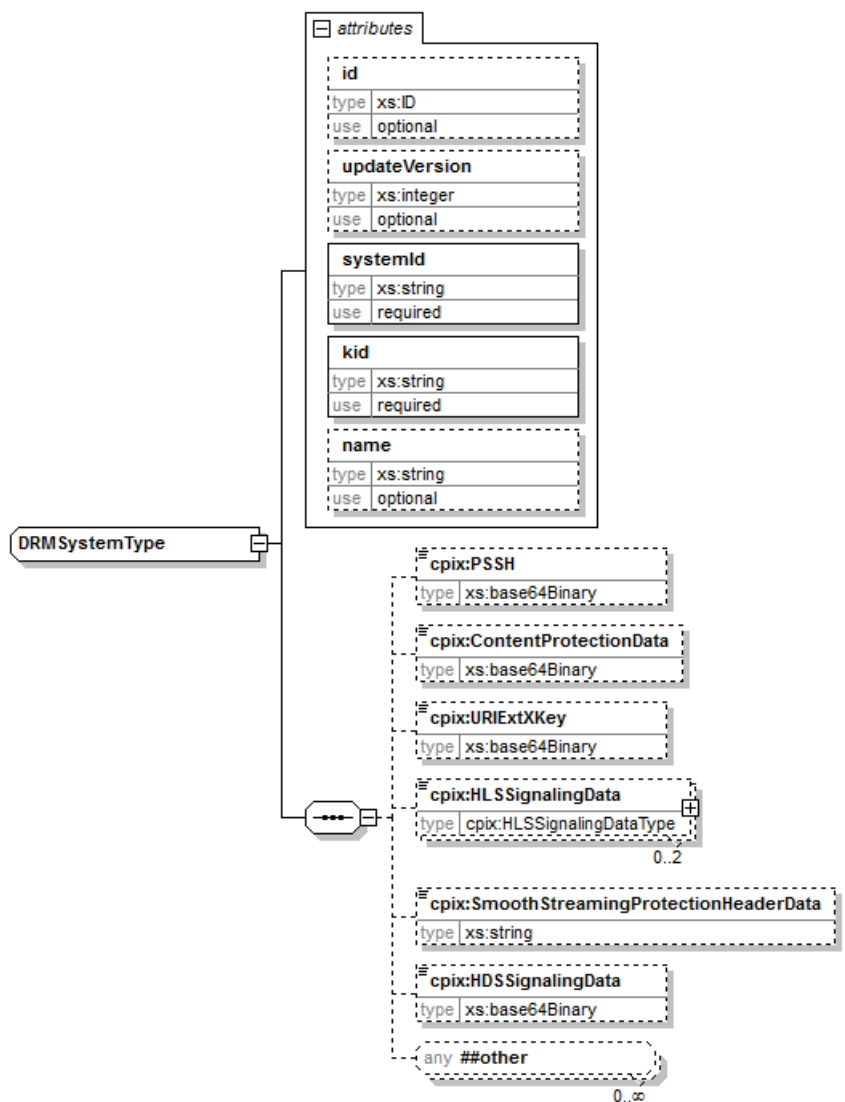 attributes
id
type xs:ID
use optional
updateVersion
type xs:integer
use optional
systemId
type xs:string
use required
kid
type xs:string
use required
name
type xs:string
use optional
DRMSystemType
cpix:PSSH
type xs:base64Binary
cpix:ContentProtectionData
type xs:base64Binary
cpix:URIExtXKey
type xs:base64Binary
cpix:HLSSignalingData
type cpix:HLSSignalingDataType
0..2
cpix:SmoothStreamingProtectionHeaderData
type xs:string
cpix:HDSSignalingData
type xs:base64Binary
any ##other
0..∞